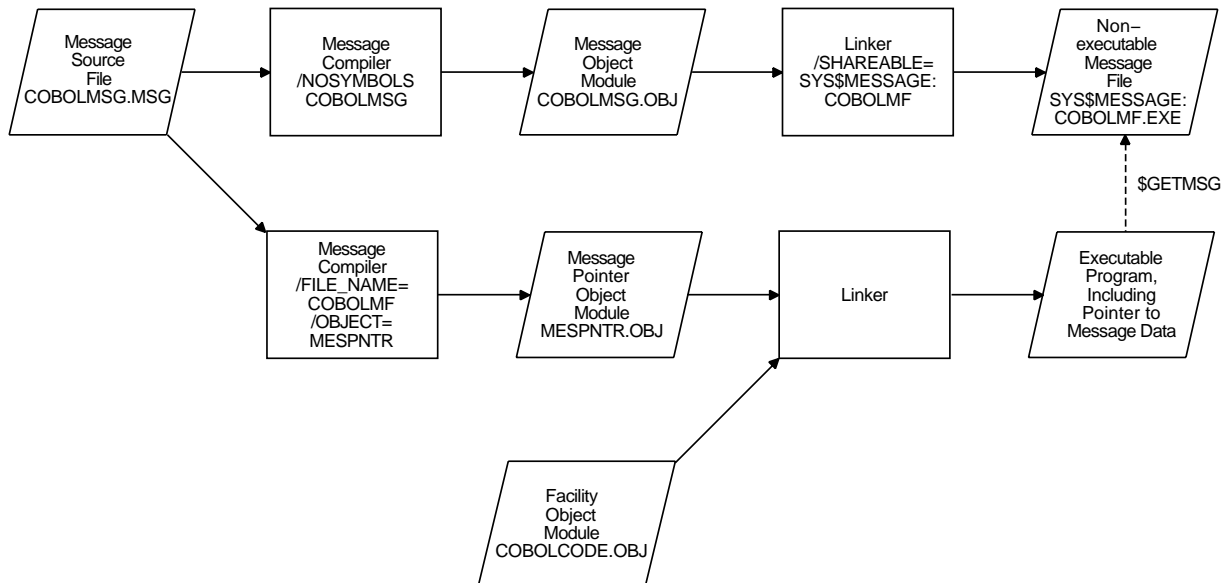 Message
Source
File
COBOLMSG.MSG
Message
Compiler
/NOSYMBOLS
COBOLMSG
Message
Object
Module
COBOLMSG.OBJ
Linker
/SHAREABLE=
SYS$MESSAGE:
COBOLMF
Non–
executable
Message
File
SYS$MESSAGE:
COBOLMF.EXE
$GETMSG
Message
Compiler
/FILE_NAME=
COBOLMF
/OBJECT=
MESPNTR
Message
Pointer
Object
Module
MESPNTR.OBJ
Linker
Executable
Program,
Including
Pointer to
Message Data
Facility
Object
Module
COBOLCODE.OBJ